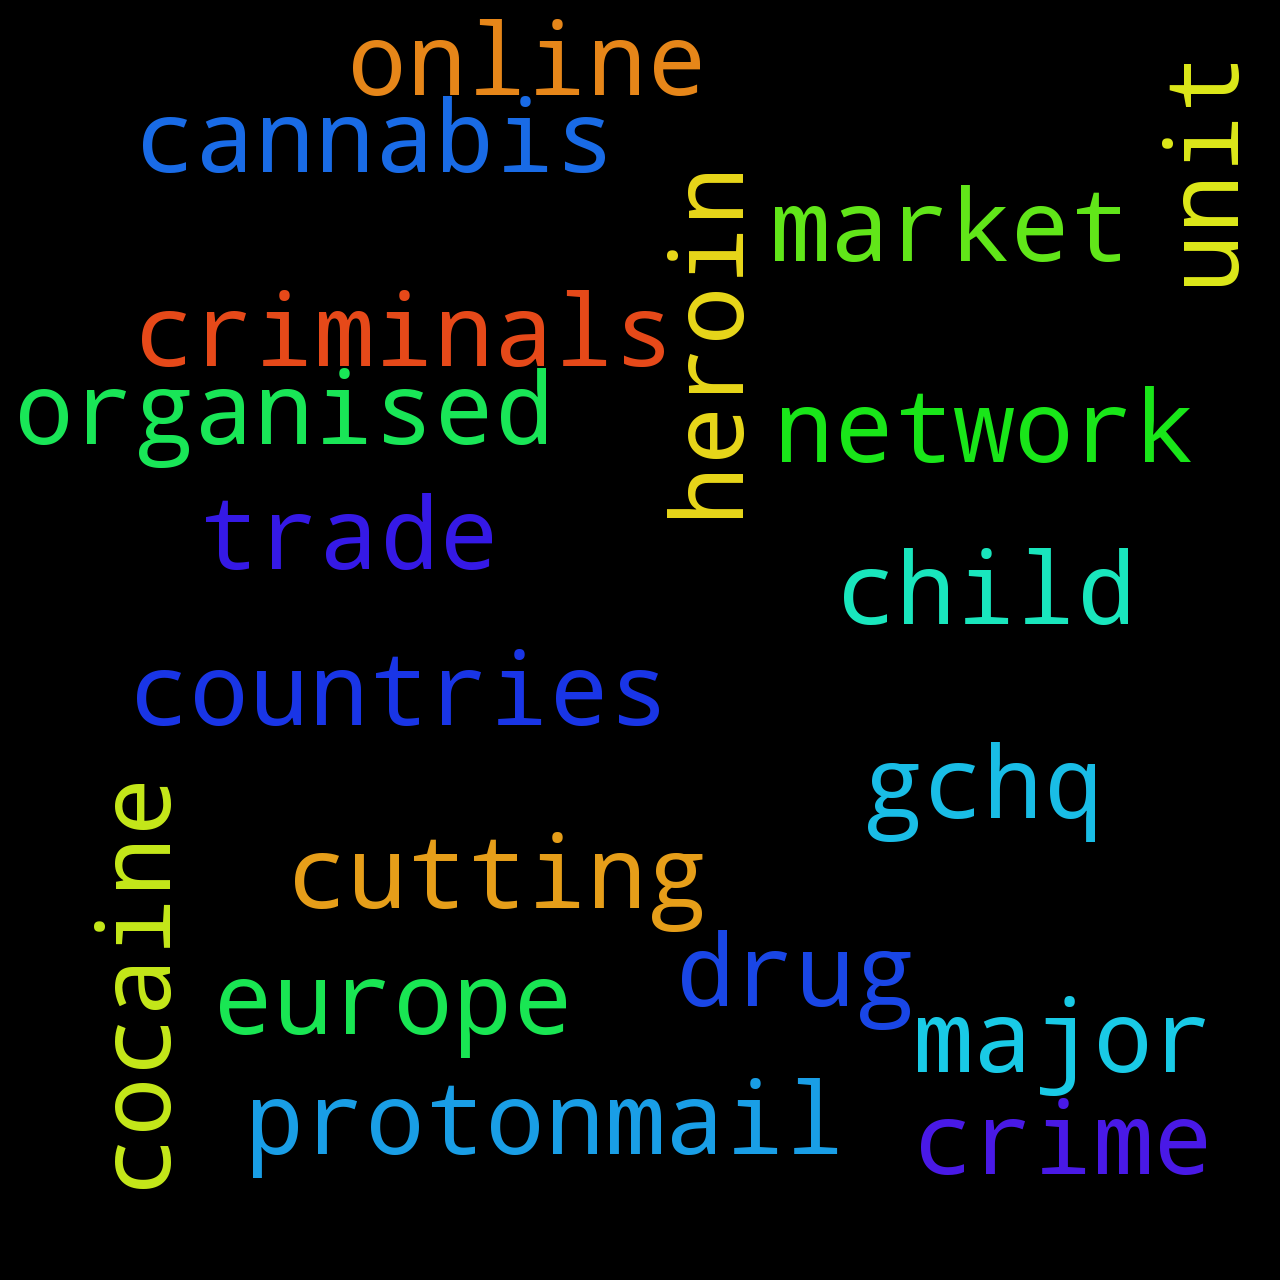 online
unit
cannabis
heroin
market
criminals
organised
network
trade
child
countries
gchq
cocaine
cutting
drug
europe
major
protonmail
crime